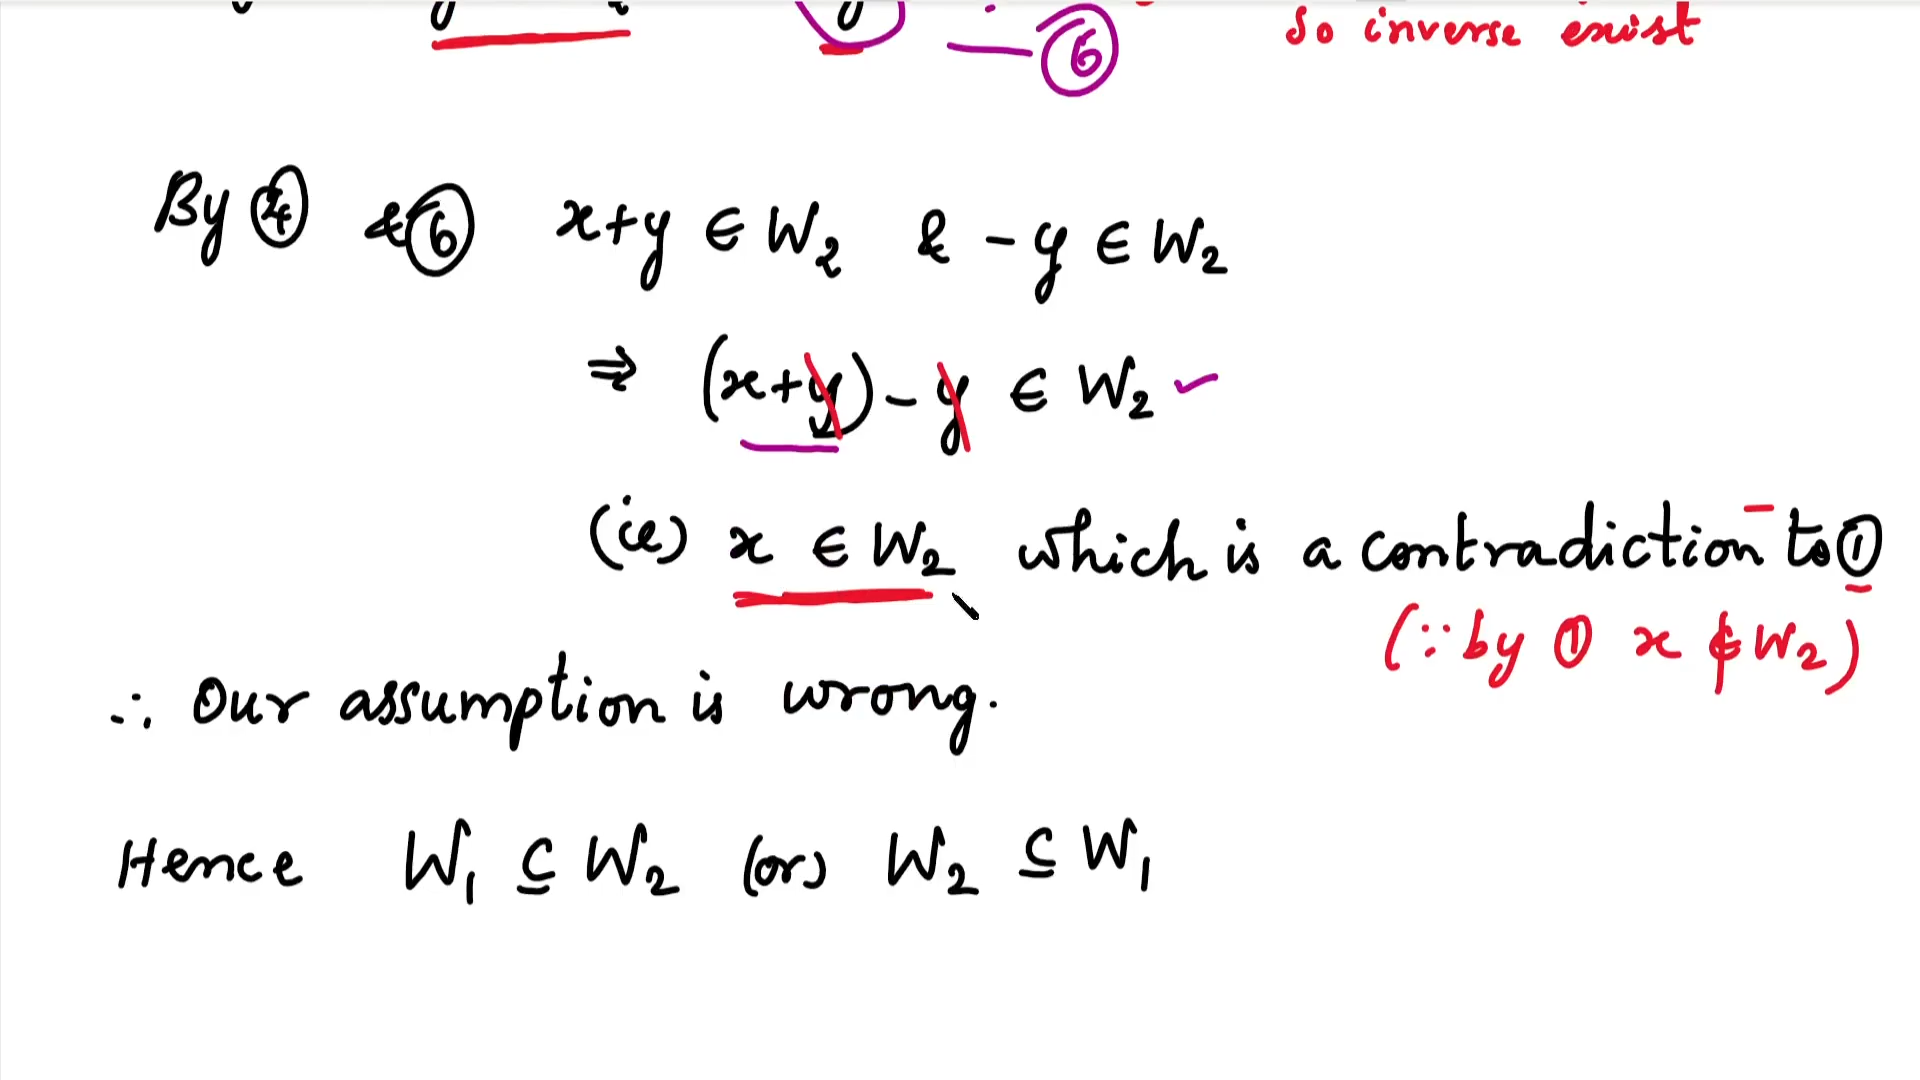 So inverse exist
⑥
By ④ & ⑥ x+y ∈ W₂ & -y ∈ W₂
⇒ (x+y) - y ∈ W₂
(ie) x ∈ W₂ which is a contradiction to ①
(∵ by ① x ∉ W₂)
∴ Our assumption is wrong.
Hence W₁ ⊆ W₂ (or) W₂ ⊆ W₁